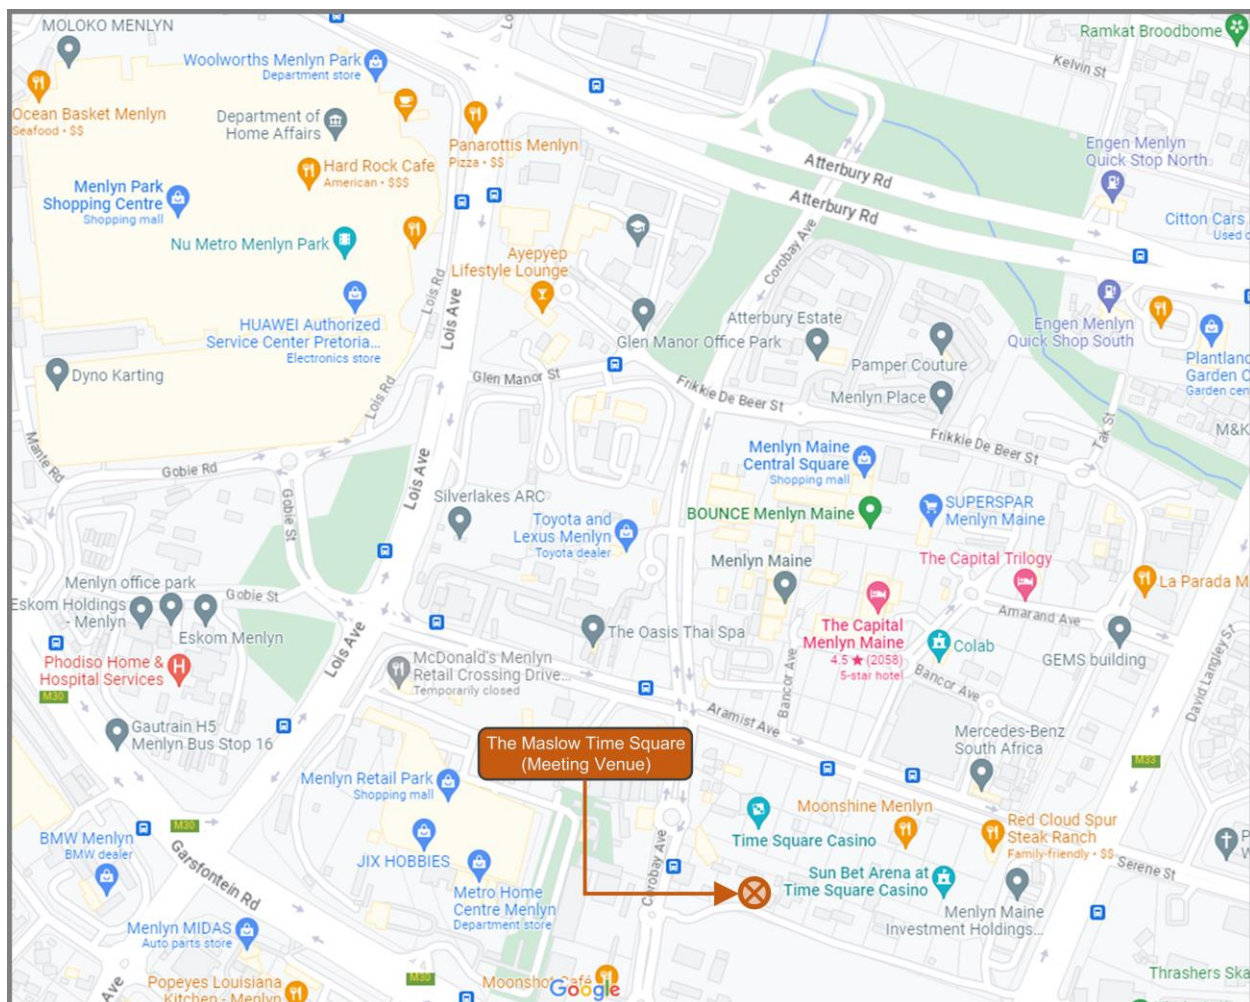 MOLOKO MENLYN
Ramkat Broodbome
Woolworths Menlyn Park
Department store
Kelvin St
Ocean Basket Menlyn
Seafood • $$
Department of
Home Affairs
Panarottis Menlyn
Pizza • $$
Engen Menlyn
Quick Stop North
Hard Rock Cafe
American • $$$
Atterbury Rd
Atterbury Rd
Menlyn Park
Shopping Centre
Shopping mall
Citton Cars
Used c
Nu Metro Menlyn Park
Ayepyep
Lifestyle Lounge
Corobay Ave
Lois Rd
Lois Ave
HUAWEI Authorized
Service Center Pretoria...
Electronics store
Atterbury Estate
Glen Manor Office Park
Engen Menlyn
Quick Shop South
Plantland
Garden C
Garden cen
Pamper Couture
Dyno Karting
Glen Manor St
Lois Rd
Frikkie De Beer St
Menlyn Place
Mante Rd
Gobie Rd
Lois Ave
Frikkie De Beer St
Tak St
M&K
Menlyn Maine
Central Square
Shopping mall
Gobie St
Silverlakes ARC
Toyota and
Lexus Menlyn
Toyota dealer
BOUNCE Menlyn Maine
SUPERSPAR
Menlyn Maine
Menlyn Maine
The Capital Trilogy
Menlyn office park
Gobie St
La Parada M
Eskom Holdings
- Menlyn
Eskom Menlyn
The Oasis Thai Spa
The Capital
Menlyn Maine
4.5 ★ (2058)
5-star hotel
Amarand Ave
Colab
GEMS building
Lois Ave
Phodiso Home &
Hospital Services
McDonald's Menlyn
Retail Crossing Drive...
Temporarily closed
Bancor Ave
Bancor Ave
David Langley St
M30
Aramist Ave
Gautrain H5
Menlyn Bus Stop 16
The Maslow Time Square
(Meeting Venue)
Mercedes-Benz
South Africa
M33
Menlyn Retail Park
Shopping mall
Time Square Casino
Moonshine Menlyn
Red Cloud Spur
Steak Ranch
Family-friendly • $$
M30
BMW Menlyn
BMW dealer
JIX HOBBIES
Garsfontein Rd
Metro Home
Centre Menlyn
Department store
Corobay Ave
Sun Bet Arena at
Time Square Casino
Serene St
P
W
Menlyn Maine
Investment Holdings...
Menlyn MIDAS
Auto parts store
Popeyes Louisiana
Kitchen - Menlyn
M30
Moonshot Café
Google
Thrashers Ska
Ave